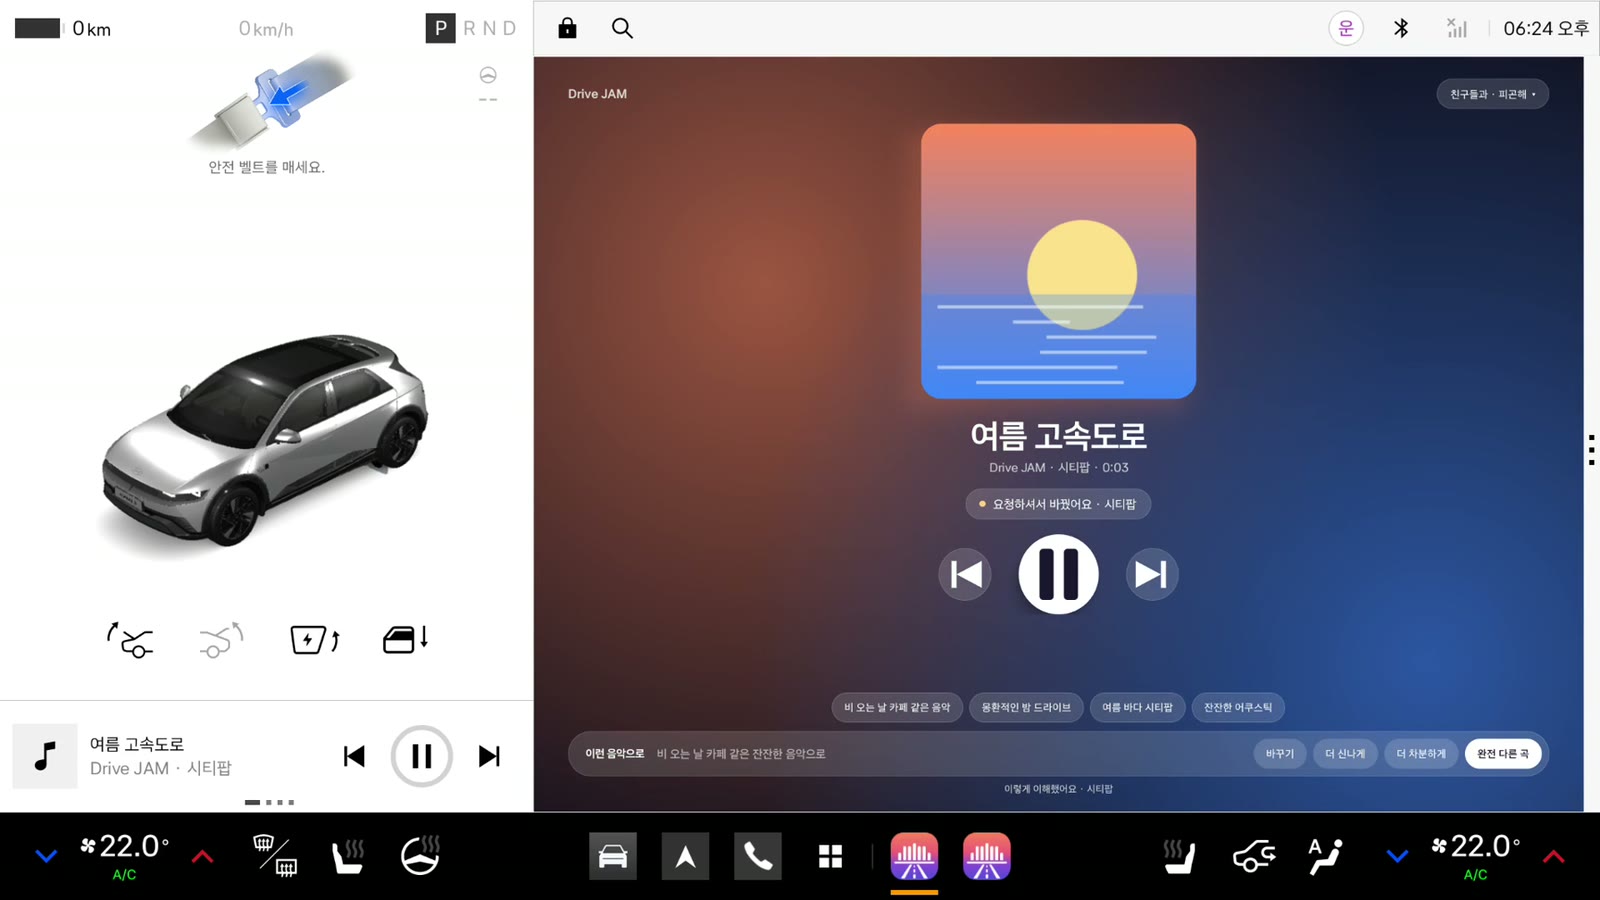 0 km
0 km/h
P R N D
운
06:24 오후
안전 벨트를 매세요.
Drive JAM
친구들과 · 피곤해
여름 고속도로
Drive JAM · 시티팝 · 0:03
요청하셔서 바꿨어요 · 시티팝
비 오는 날 카페 같은 음악
몽환적인 밤 드라이브
여름 바다 시티팝
잔잔한 어쿠스틱
이런 음악으로
비 오는 날 카페 같은 잔잔한 음악으로
바꾸기
더 신나게
더 차분하게
완전 다른 곡
이렇게 이해했어요 · 시티팝
여름 고속도로
Drive JAM · 시티팝
22.0°
A/C
A
22.0°
A/C